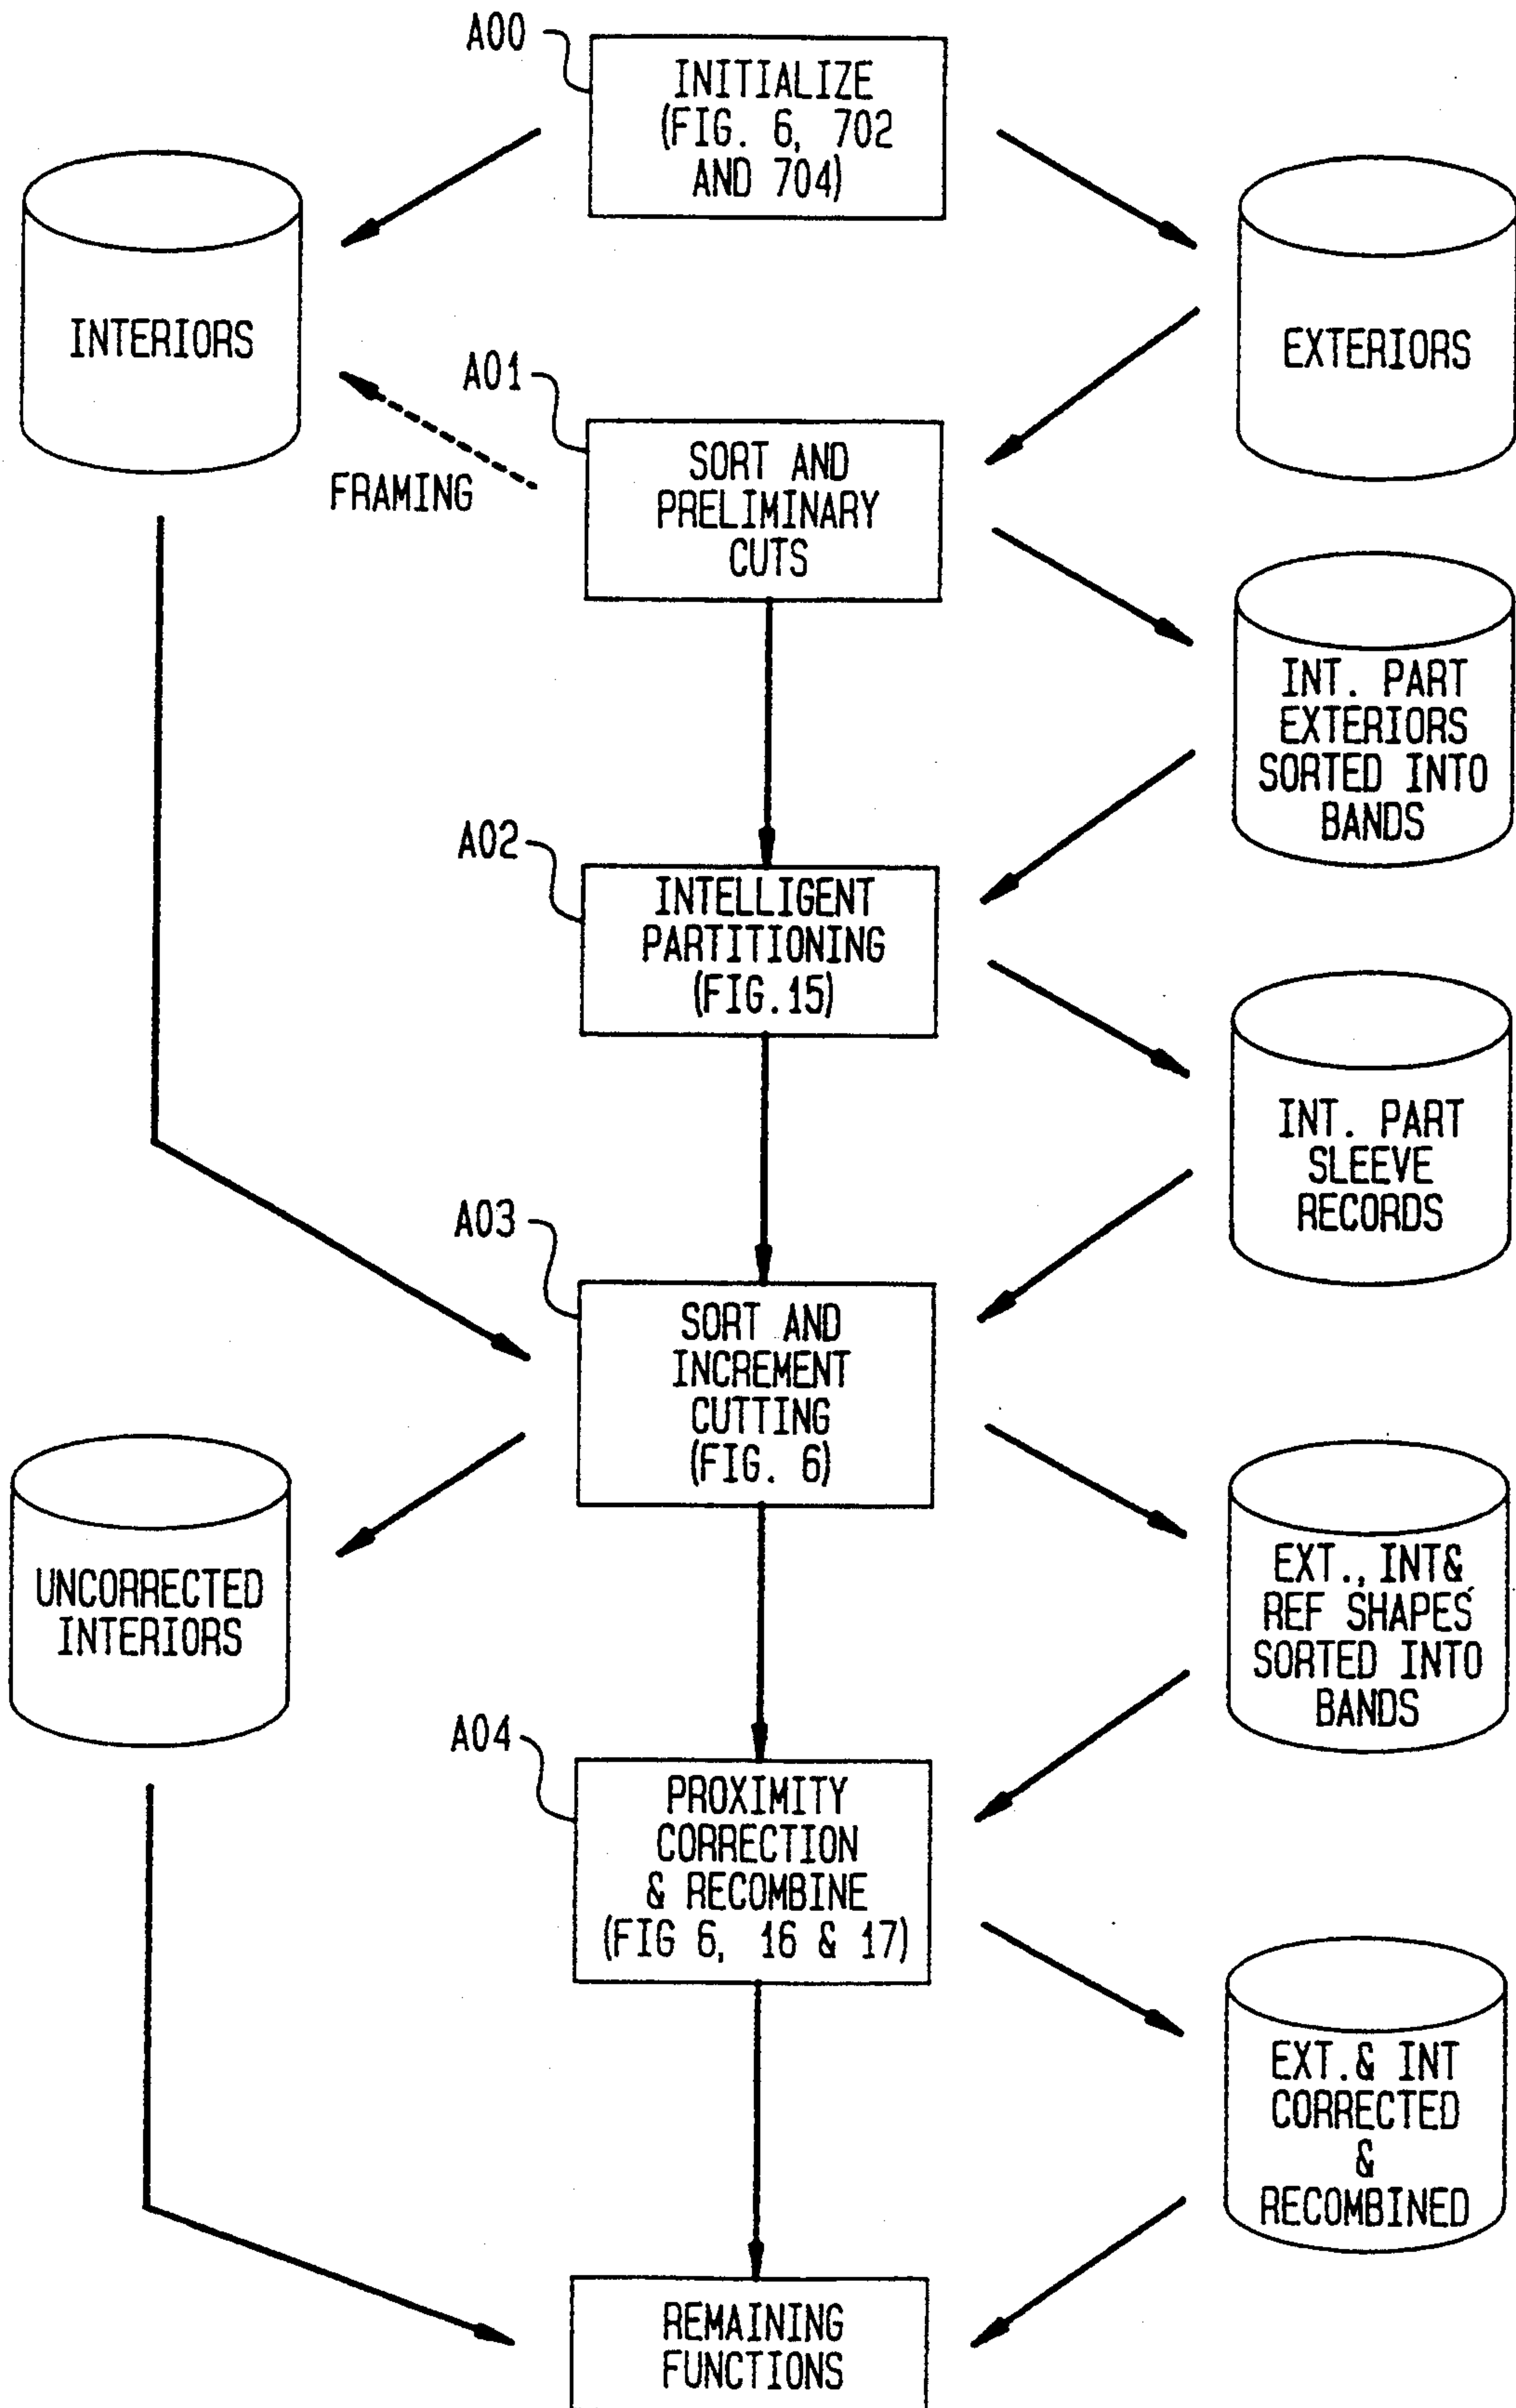 A00
INITIALIZE
(FIG. 6, 702
AND 704)
INTERIORS
EXTERIORS
A01
SORT AND
PRELIMINARY
CUTS
FRAMING
INT. PART
EXTERIORS
SORTED INTO
BANDS
A02
INTELLIGENT
PARTITIONING
(FIG.15)
INT. PART
SLEEVE
RECORDS
A03
SORT AND
INCREMENT
CUTTING
(FIG. 6)
UNCORRECTED
INTERIORS
EXT., INT&
REF SHAPES
SORTED INTO
BANDS
A04
PROXIMITY
CORRECTION
& RECOMBINE
(FIG 6, 16 & 17)
EXT.& INT
CORRECTED
&
RECOMBINED
REMAINING
FUNCTIONS